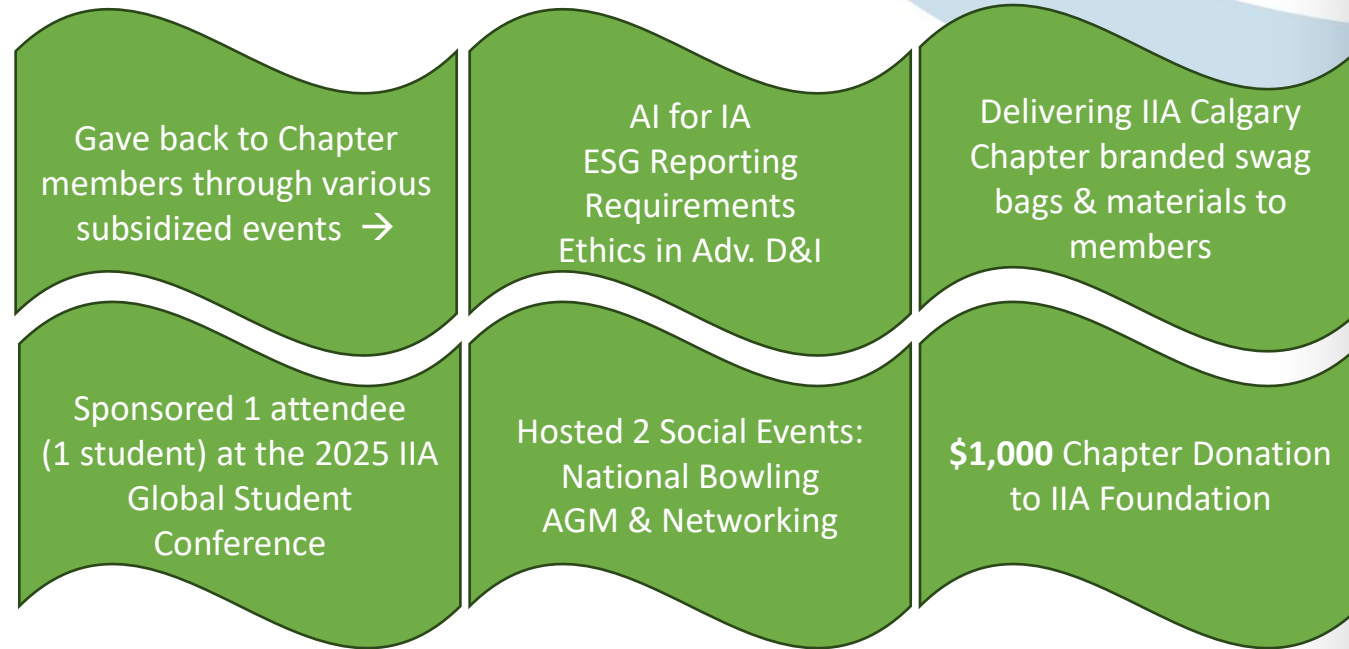 Gave back to Chapter
members through various
subsidized events →
AI for IA
ESG Reporting
Requirements
Ethics in Adv. D&I
Delivering IIA Calgary
Chapter branded swag
bags & materials to
members
Sponsored 1 attendee
(1 student) at the 2025 IIA
Global Student
Conference
Hosted 2 Social Events:
National Bowling
AGM & Networking
$1,000 Chapter Donation
to IIA Foundation